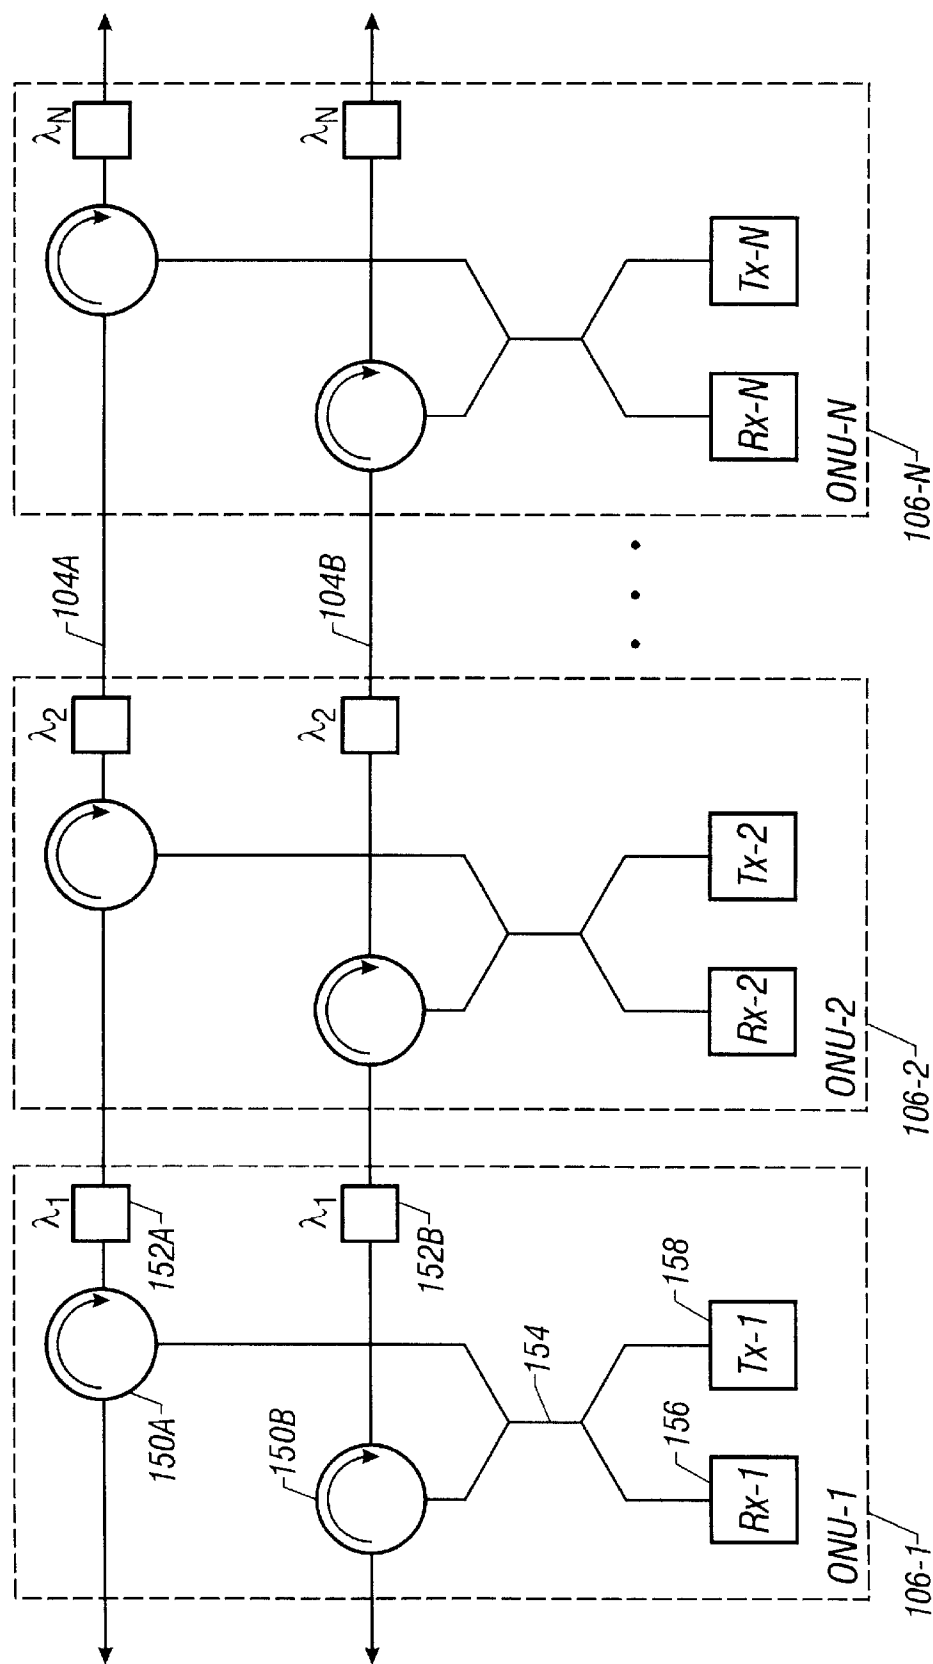 λ1
λ2
λN
104A
150A
152A
λ1
λ2
λN
104B
150B
152B
154
156
158
Rx-1
Tx-1
Rx-2
Tx-2
Rx-N
Tx-N
ONU-1
ONU-2
ONU-N
106-1
106-2
106-N